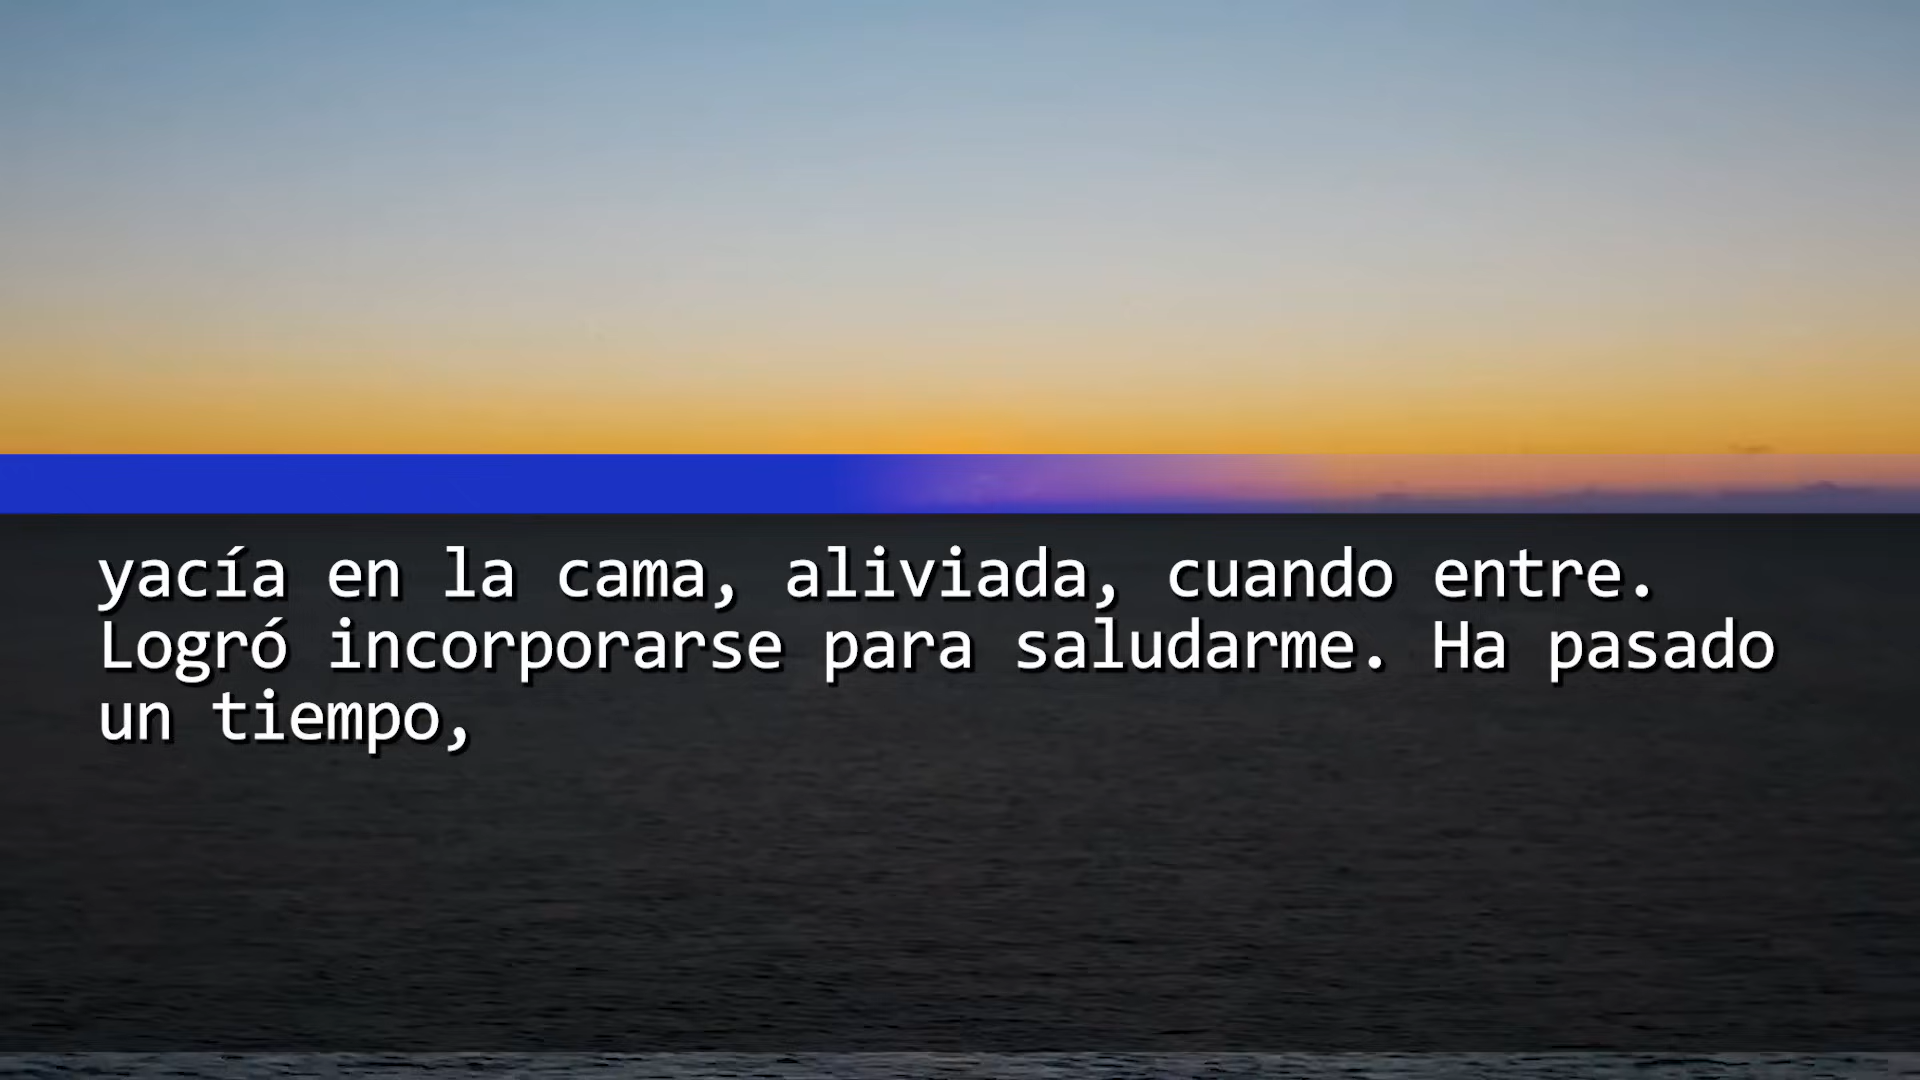 yacía en la cama, aliviada, cuando entre.
Logró incorporarse para saludarme. Ha pasado
un tiempo,